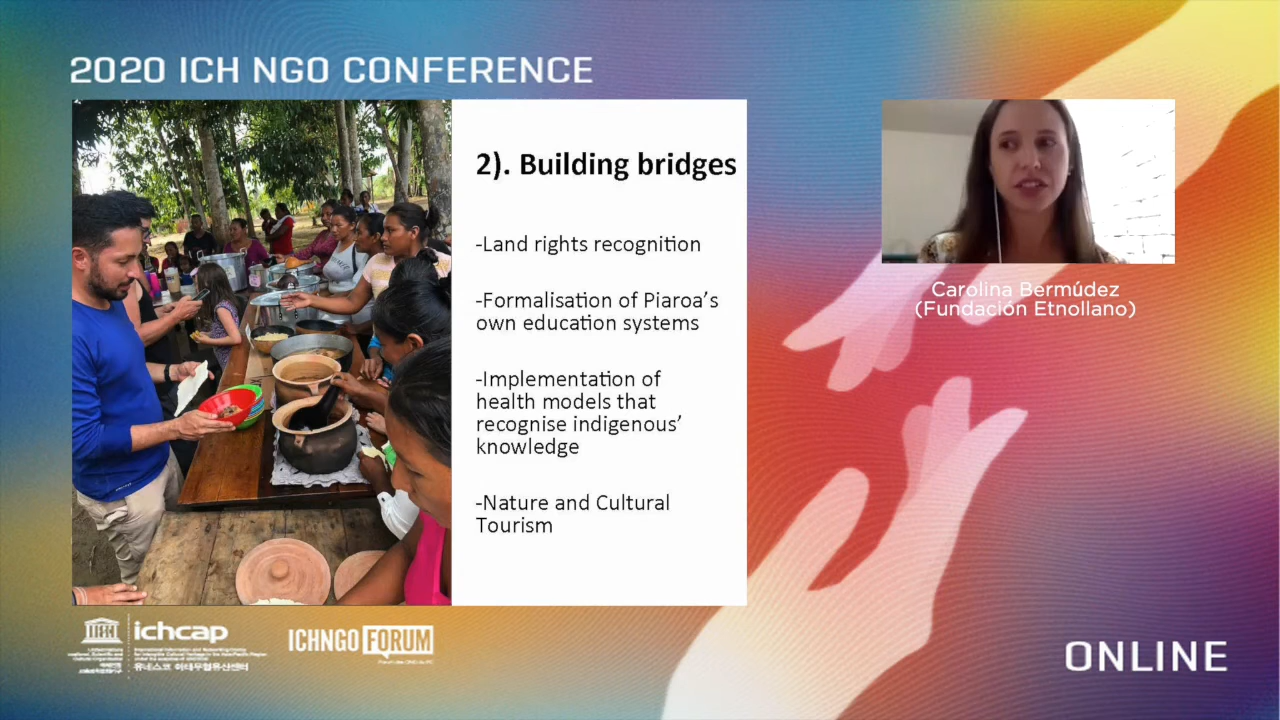 2020 ICH NGO CONFERENCE
2). Building bridges
-Land rights recognition
-Formalisation of Piaroa's
own education systems
-Implementation of
health models that
recognise indigenous'
knowledge
-Nature and Cultural
Tourism
Carolina Bermúdez
(Fundación Etnollano)
unesco
ichcap
ICHNGO FORUM
ONLINE